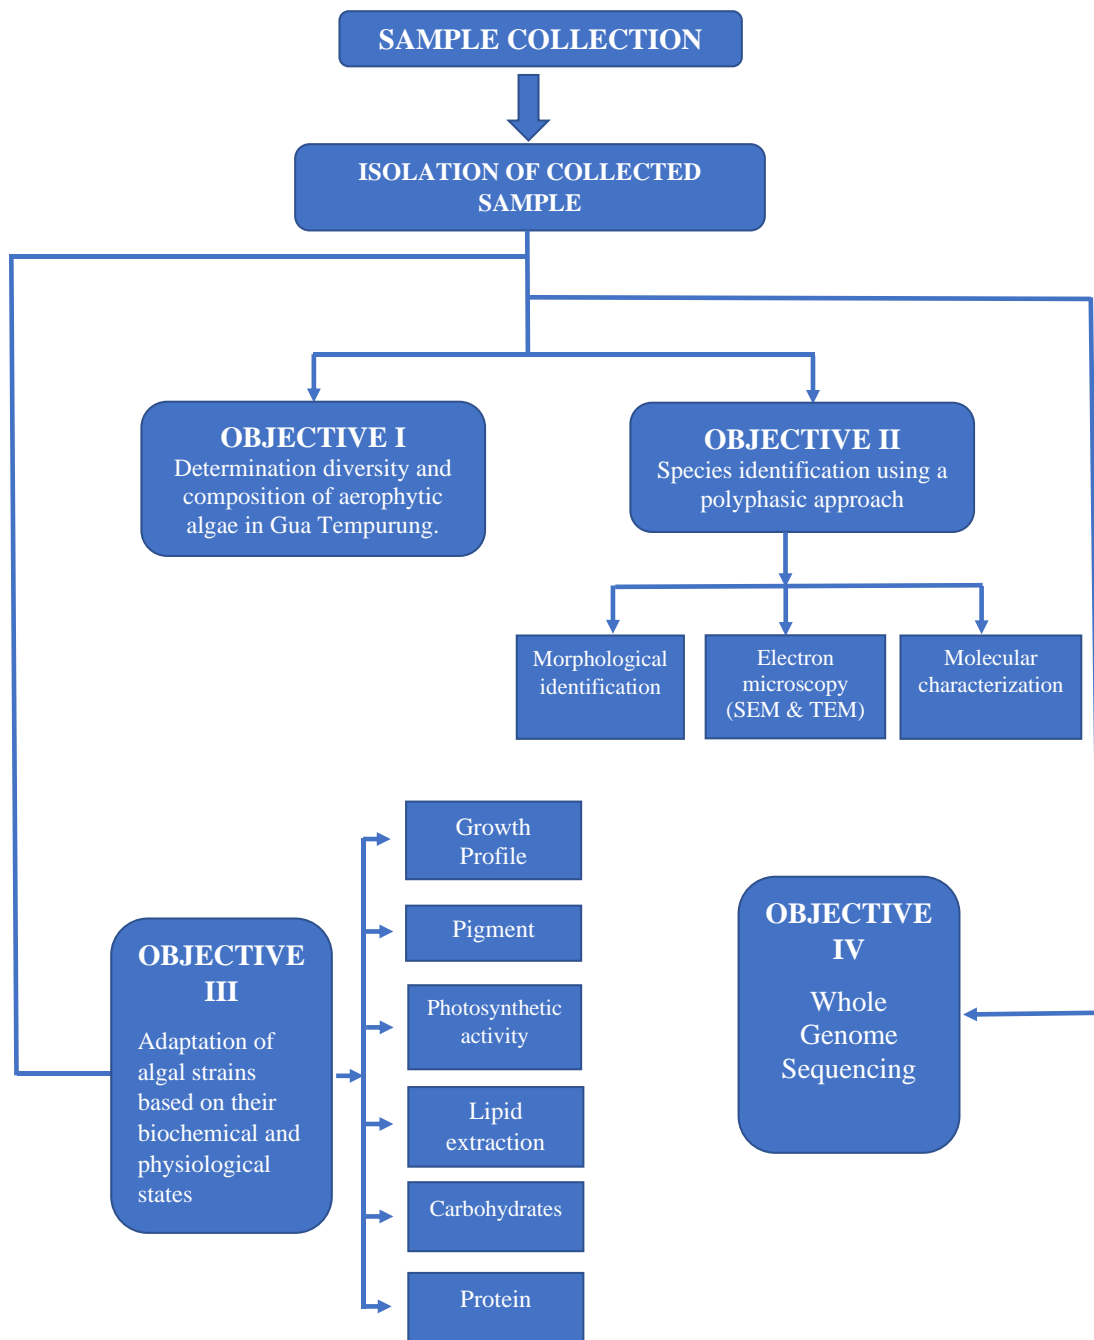 SAMPLE COLLECTION
ISOLATION OF COLLECTED
SAMPLE
OBJECTIVE I
Determination diversity and
composition of aerophytic
algae in Gua Tempurung.
OBJECTIVE II
Species identification using a
polyphasic approach
Morphological
identification
Electron
microscopy
(SEM & TEM)
Molecular
characterization
OBJECTIVE
III
Adaptation of
algal strains
based on their
biochemical and
physiological
states
Growth
Profile
Pigment
Photosynthetic
activity
Lipid
extraction
Carbohydrates
Protein
OBJECTIVE
IV
Whole
Genome
Sequencing